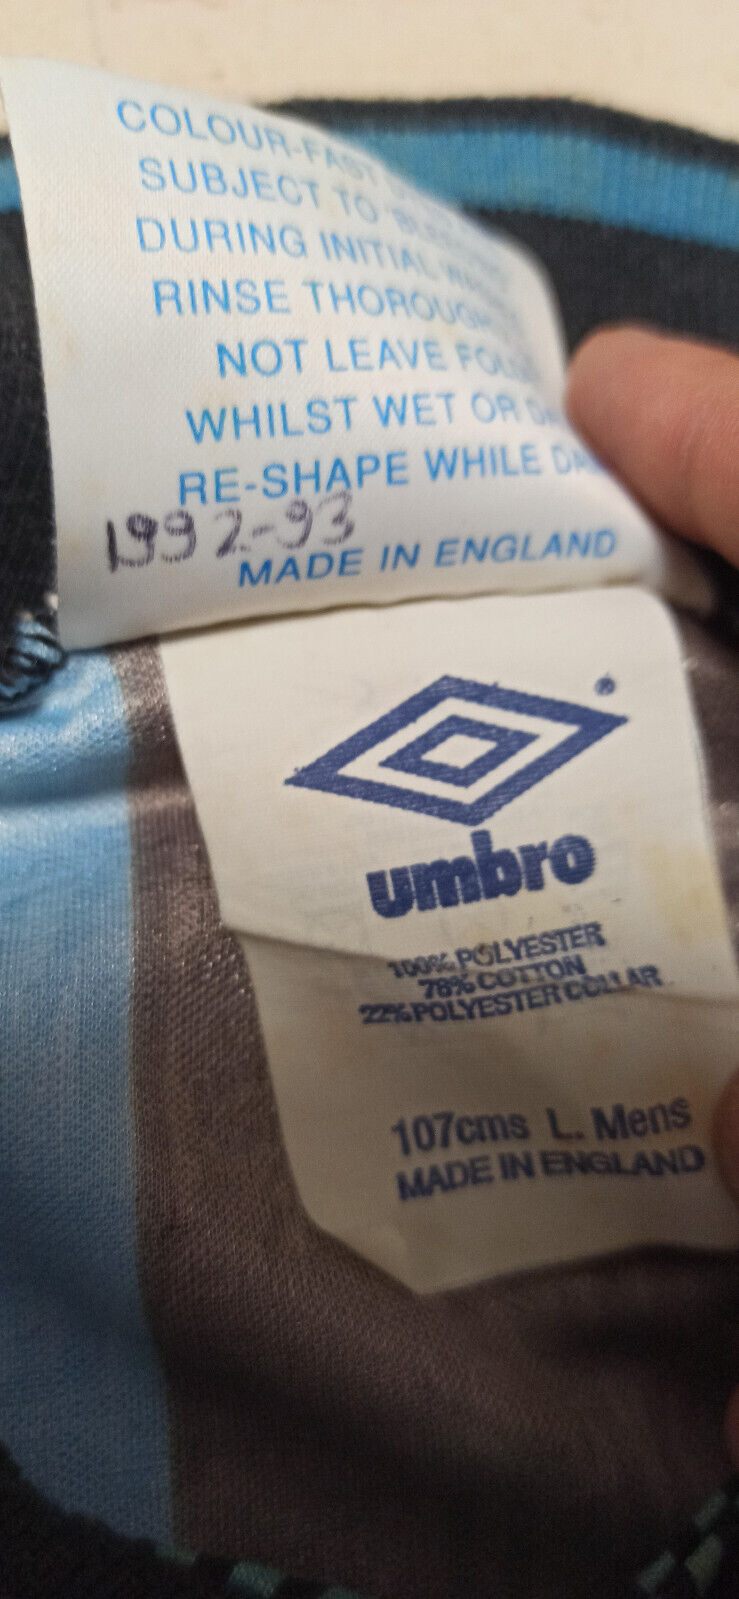 COLOUR-FAST
SUBJECT TO
DURING INITIAL
RINSE THOROUGH
NOT LEAVE
WHILST WET OR
RE-SHAPE WHILE
1992-93
MADE IN ENGLAND
®
umbro
100% POLYESTER
78% COTTON
22% POLYESTER COLLAR
107cms L. Mens
MADE IN ENGLAND